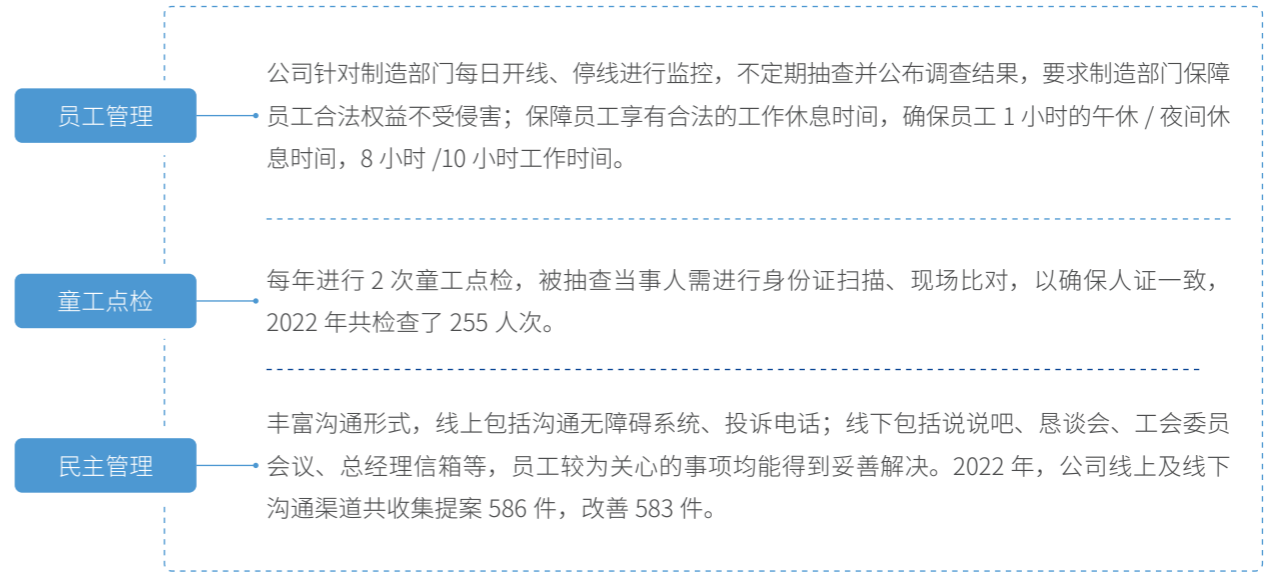 员工管理
公司针对制造部门每日开线、停线进行监控，不定期抽查并公布调查结果，要求制造部门保障
员工合法权益不受侵害；保障员工享有合法的工作休息时间，确保员工 1 小时的午休 / 夜间休
息时间，8 小时 /10 小时工作时间。
童工点检
每年进行 2 次童工点检，被抽查当事人需进行身份证扫描、现场比对，以确保人证一致，
2022 年共检查了 255 人次。
民主管理
丰富沟通形式，线上包括沟通无障碍系统、投诉电话；线下包括说说吧、恳谈会、工会委员
会议、总经理信箱等，员工较为关心的事项均能得到妥善解决。2022 年，公司线上及线下
沟通渠道共收集提案 586 件，改善 583 件。